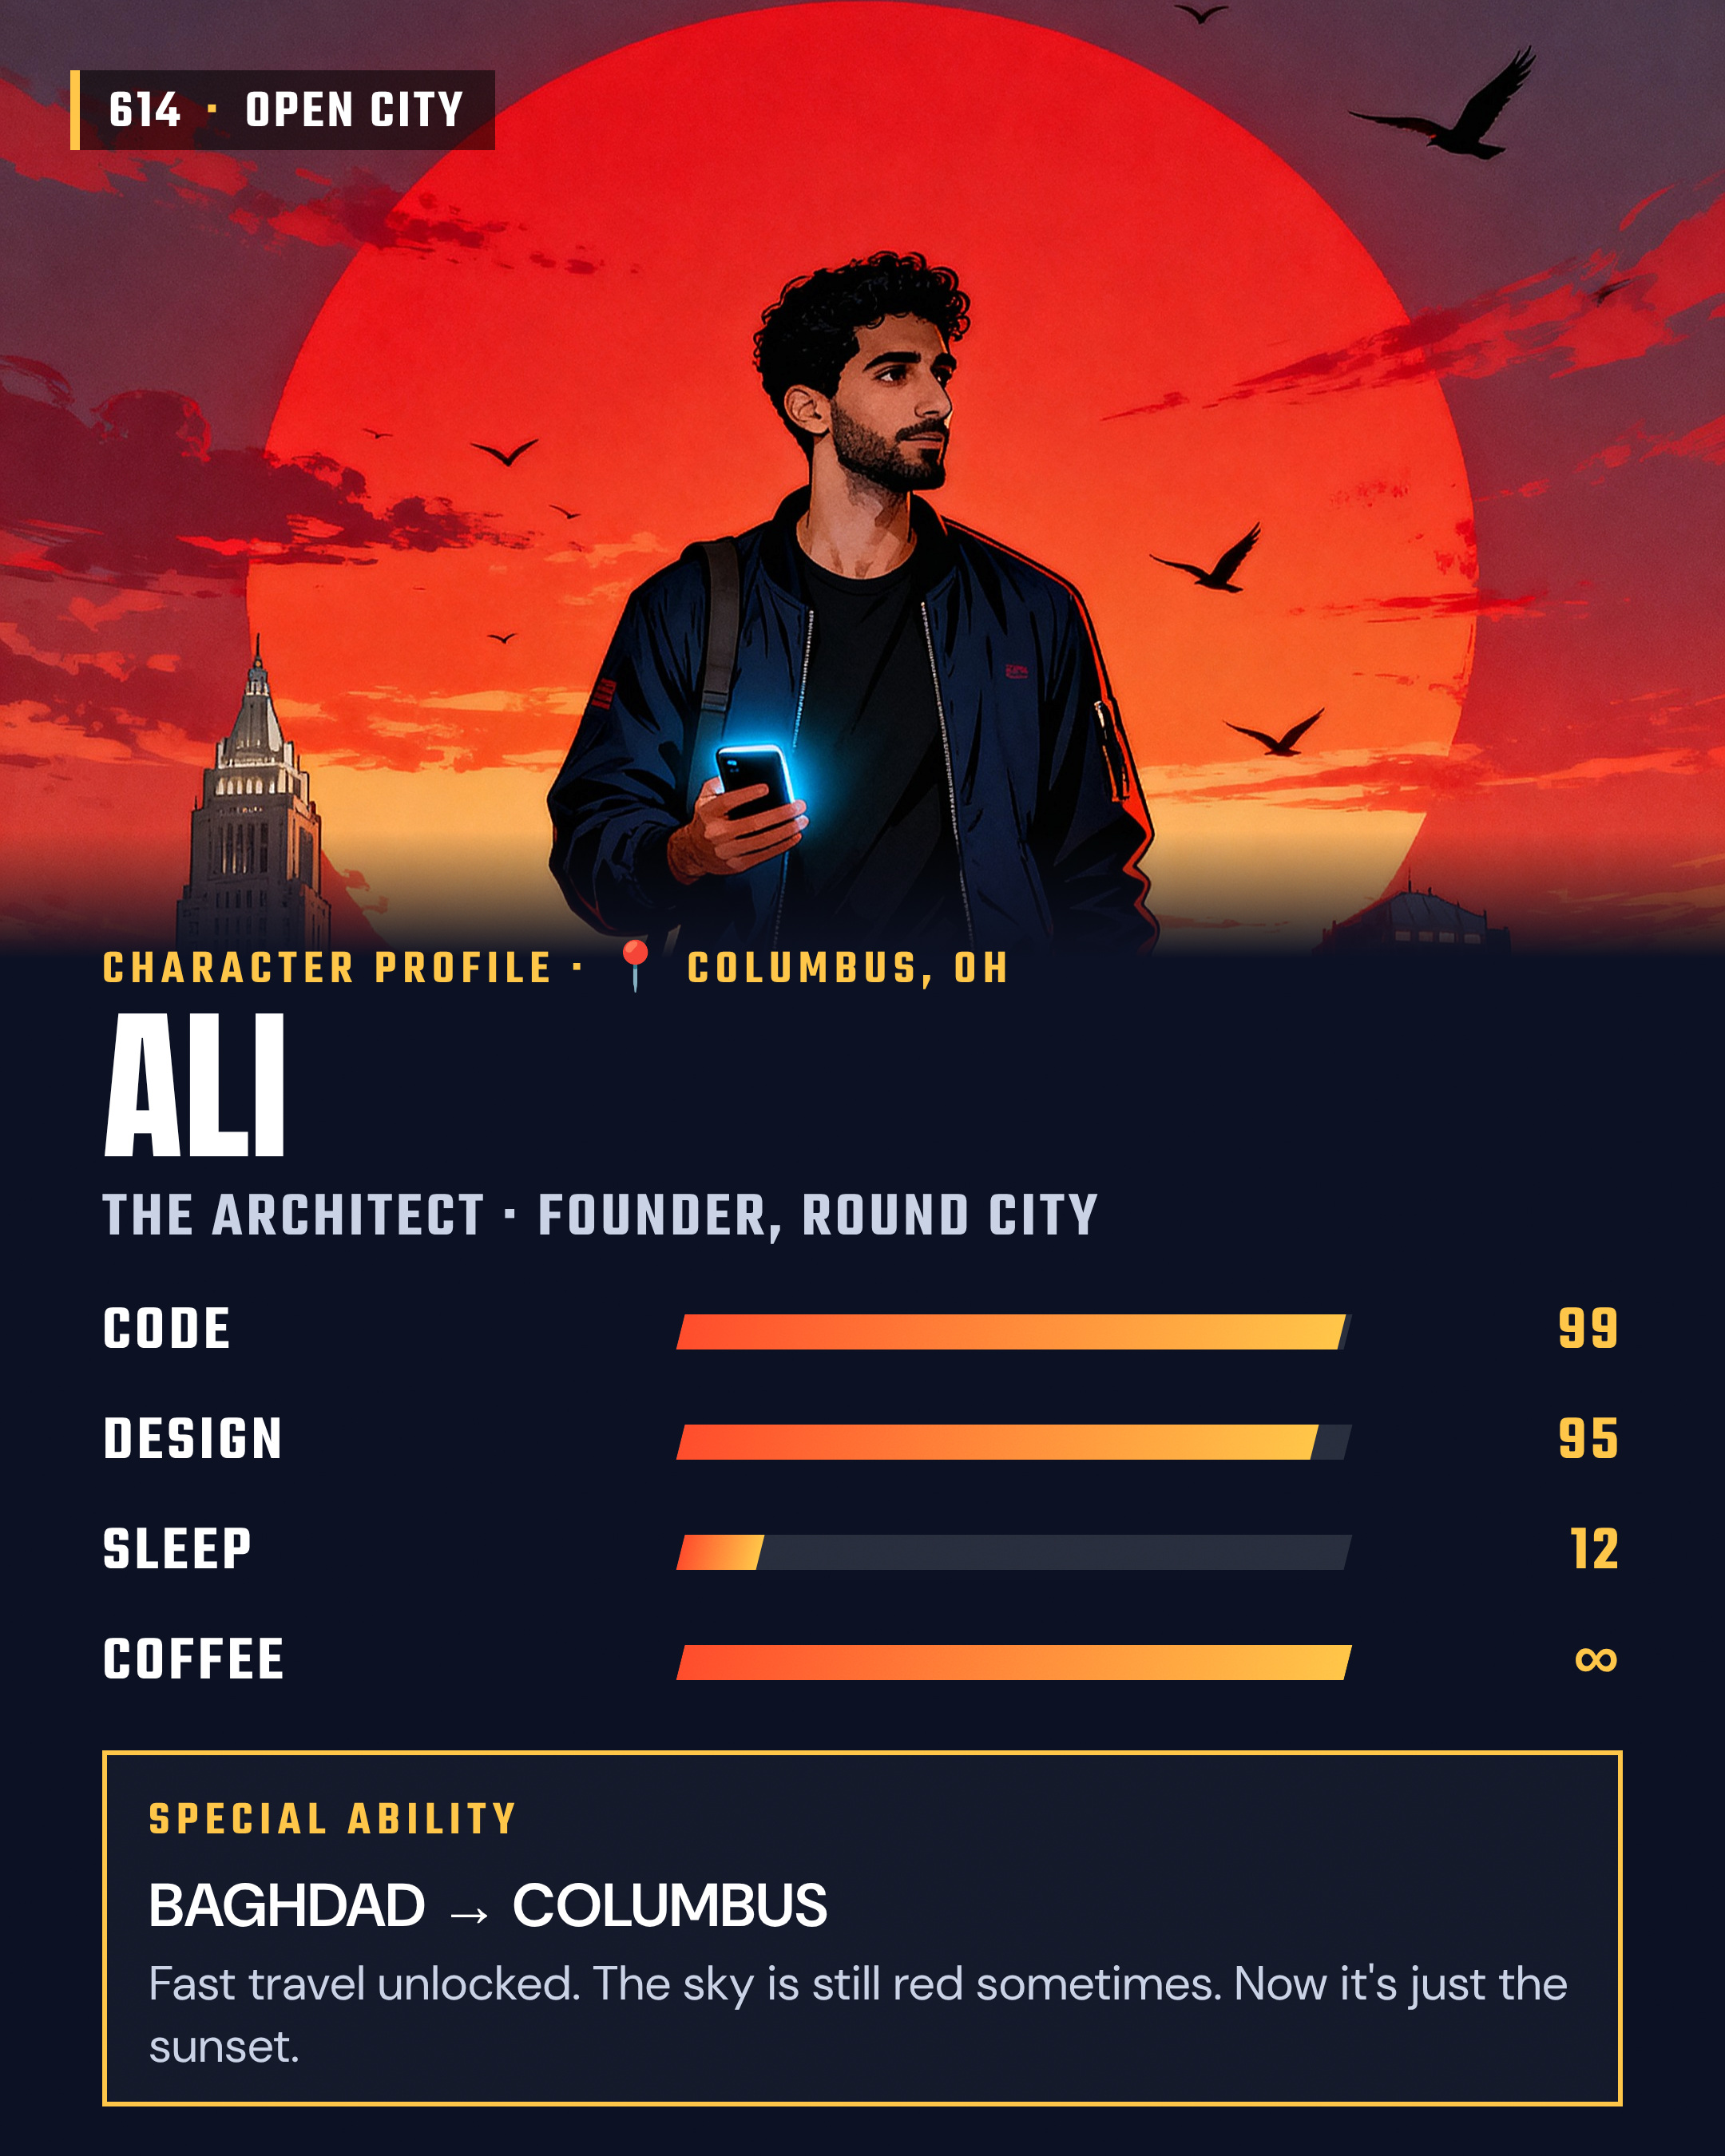 614 · OPEN CITY
CHARACTER PROFILE · 📍 COLUMBUS, OH
ALI
THE ARCHITECT · FOUNDER, ROUND CITY
CODE 99
DESIGN 95
SLEEP 12
COFFEE ∞
SPECIAL ABILITY
BAGHDAD → COLUMBUS
Fast travel unlocked. The sky is still red sometimes. Now it's just the
sunset.